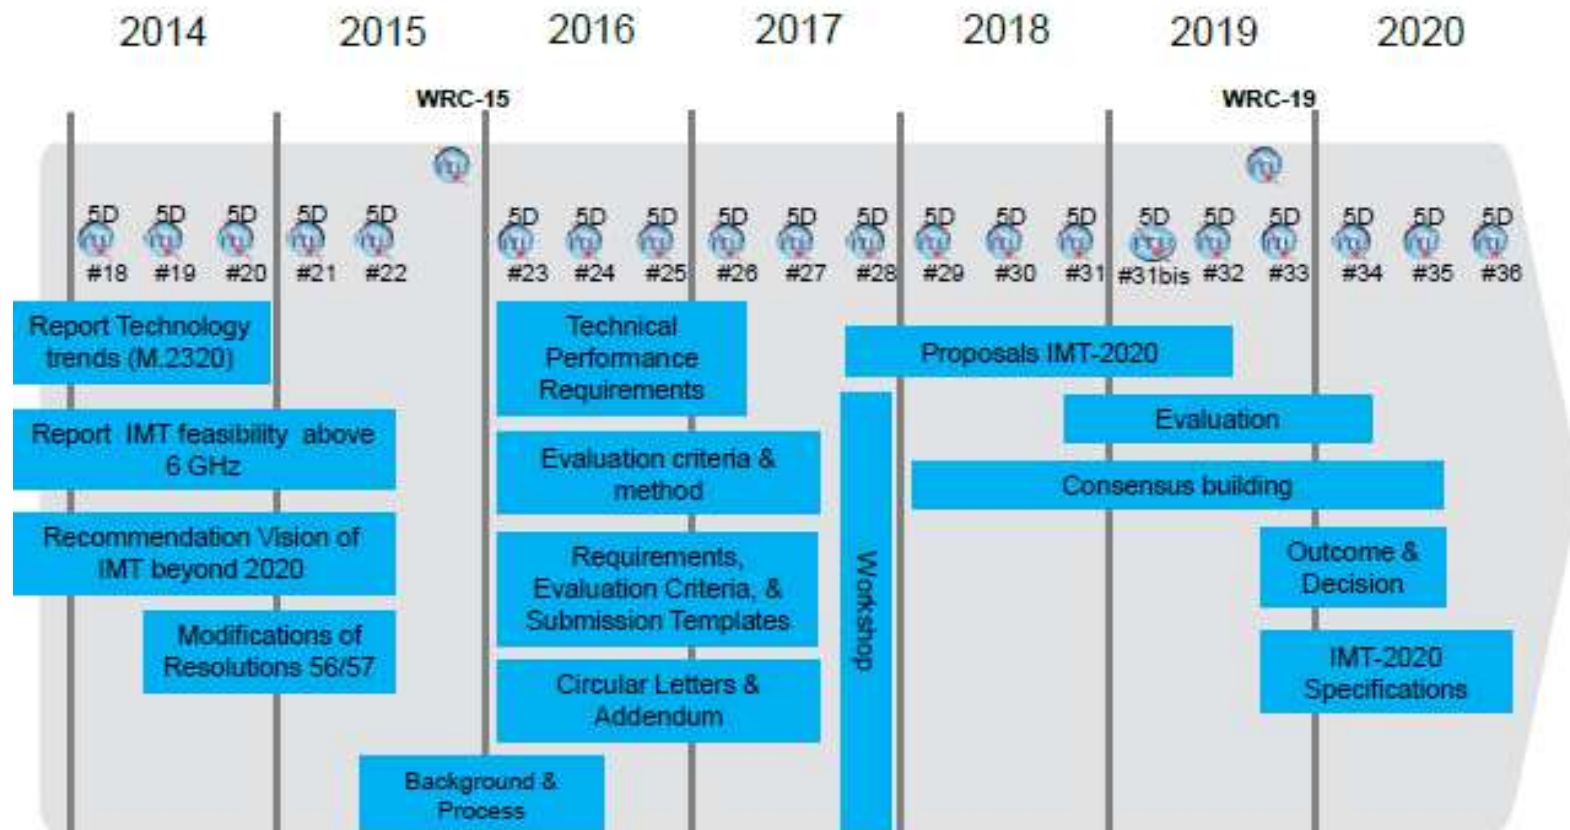 2014 2015 2016 2017 2018 2019 2020
WRC-15 WRC-19
5D 5D 5D 5D 5D 5D 5D 5D 5D 5D 5D 5D 5D 5D 5D 5D 5D 5D 5D 5D
#18 #19 #20 #21 #22 #23 #24 #25 #26 #27 #28 #29 #30 #31 #31bis #32 #33 #34 #35 #36
Report Technology
trends (M.2320)
Technical
Performance
Requirements
Proposals IMT-2020
Report IMT feasibility above
6 GHz
Evaluation
Evaluation criteria &
method
Consensus building
Recommendation Vision of
IMT beyond 2020
Requirements,
Evaluation Criteria, &
Submission Templates
Workshop
Outcome &
Decision
Modifications of
Resolutions 56/57
Circular Letters &
Addendum
IMT-2020
Specifications
Background &
Process